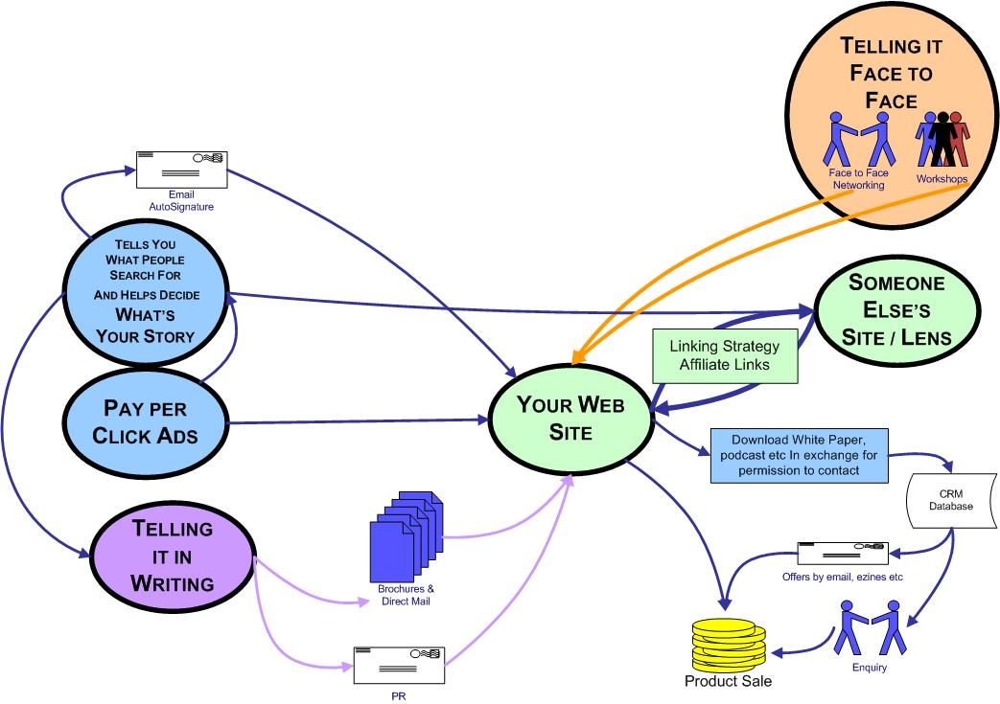 TELLING IT
FACE TO
FACE
Face to Face
Networking
Workshops
Email
AutoSignature
TELLS YOU
WHAT PEOPLE
SEARCH FOR
AND HELPS DECIDE
WHAT'S
YOUR STORY
SOMEONE
ELSE'S
SITE / LENS
Linking Strategy
Affiliate Links
PAY PER
CLICK ADS
YOUR WEB
SITE
Download White Paper,
podcast etc In exchange for
permission to contact
CRM
Database
TELLING
IT IN
WRITING
Brochures &
Direct Mail
Offers by email, ezines etc
Enquiry
Product Sale
PR